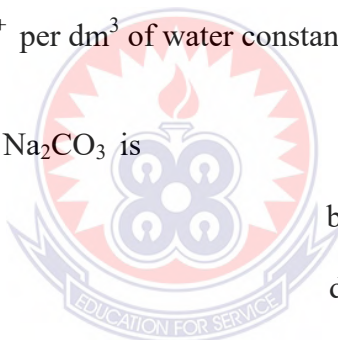 ⁺ per dm³ of water constan
Na₂CO₃ is
b
d
EDUCATION FOR SERVICE